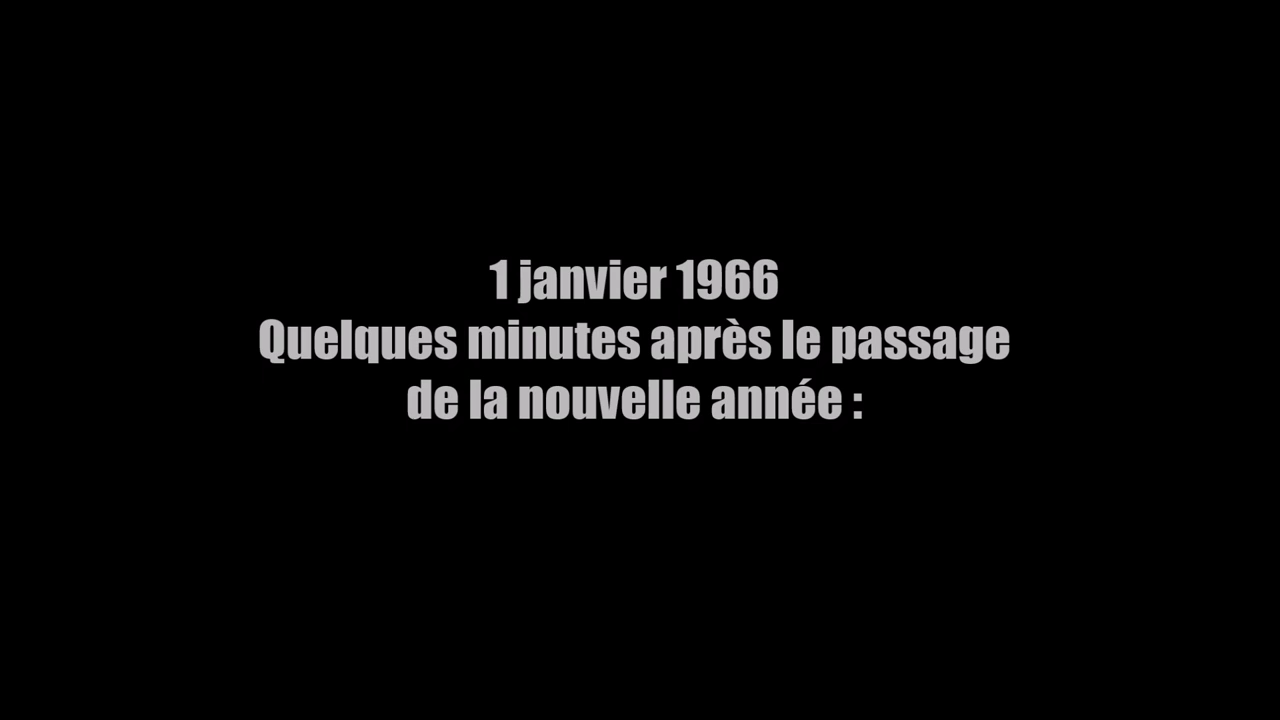 1 janvier 1966
Quelques minutes après le passage
de la nouvelle année :